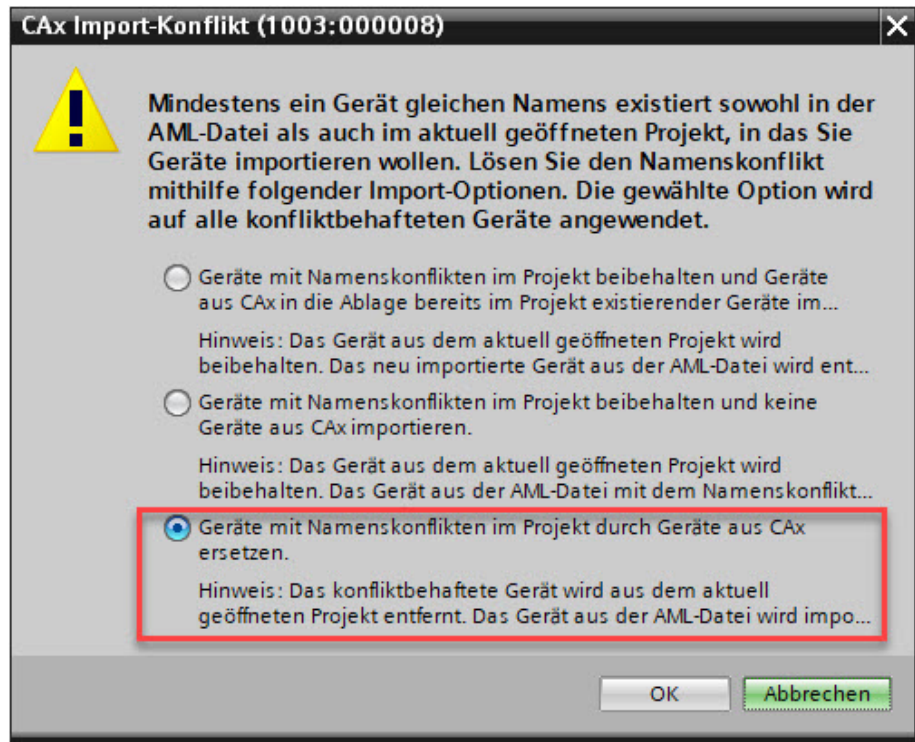 CAx Import-Konflikt (1003:000008)
Mindestens ein Gerät gleichen Namens existiert sowohl in der
AML-Datei als auch im aktuell geöffneten Projekt, in das Sie
Geräte importieren wollen. Lösen Sie den Namenskonflikt
mithilfe folgender Import-Optionen. Die gewählte Option wird
auf alle konfliktbehafteten Geräte angewendet.
Geräte mit Namenskonflikten im Projekt beibehalten und Geräte
aus CAx in die Ablage bereits im Projekt existierender Geräte im...
Hinweis: Das Gerät aus dem aktuell geöffneten Projekt wird
beibehalten. Das neu importierte Gerät aus der AML-Datei wird ent...
Geräte mit Namenskonflikten im Projekt beibehalten und keine
Geräte aus CAx importieren.
Hinweis: Das Gerät aus dem aktuell geöffneten Projekt wird
beibehalten. Das Gerät aus der AML-Datei mit dem Namenskonflikt...
Geräte mit Namenskonflikten im Projekt durch Geräte aus CAx
ersetzen.
Hinweis: Das konfliktbehaftete Gerät wird aus dem aktuell
geöffneten Projekt entfernt. Das Gerät aus der AML-Datei wird impo...
OK
Abbrechen